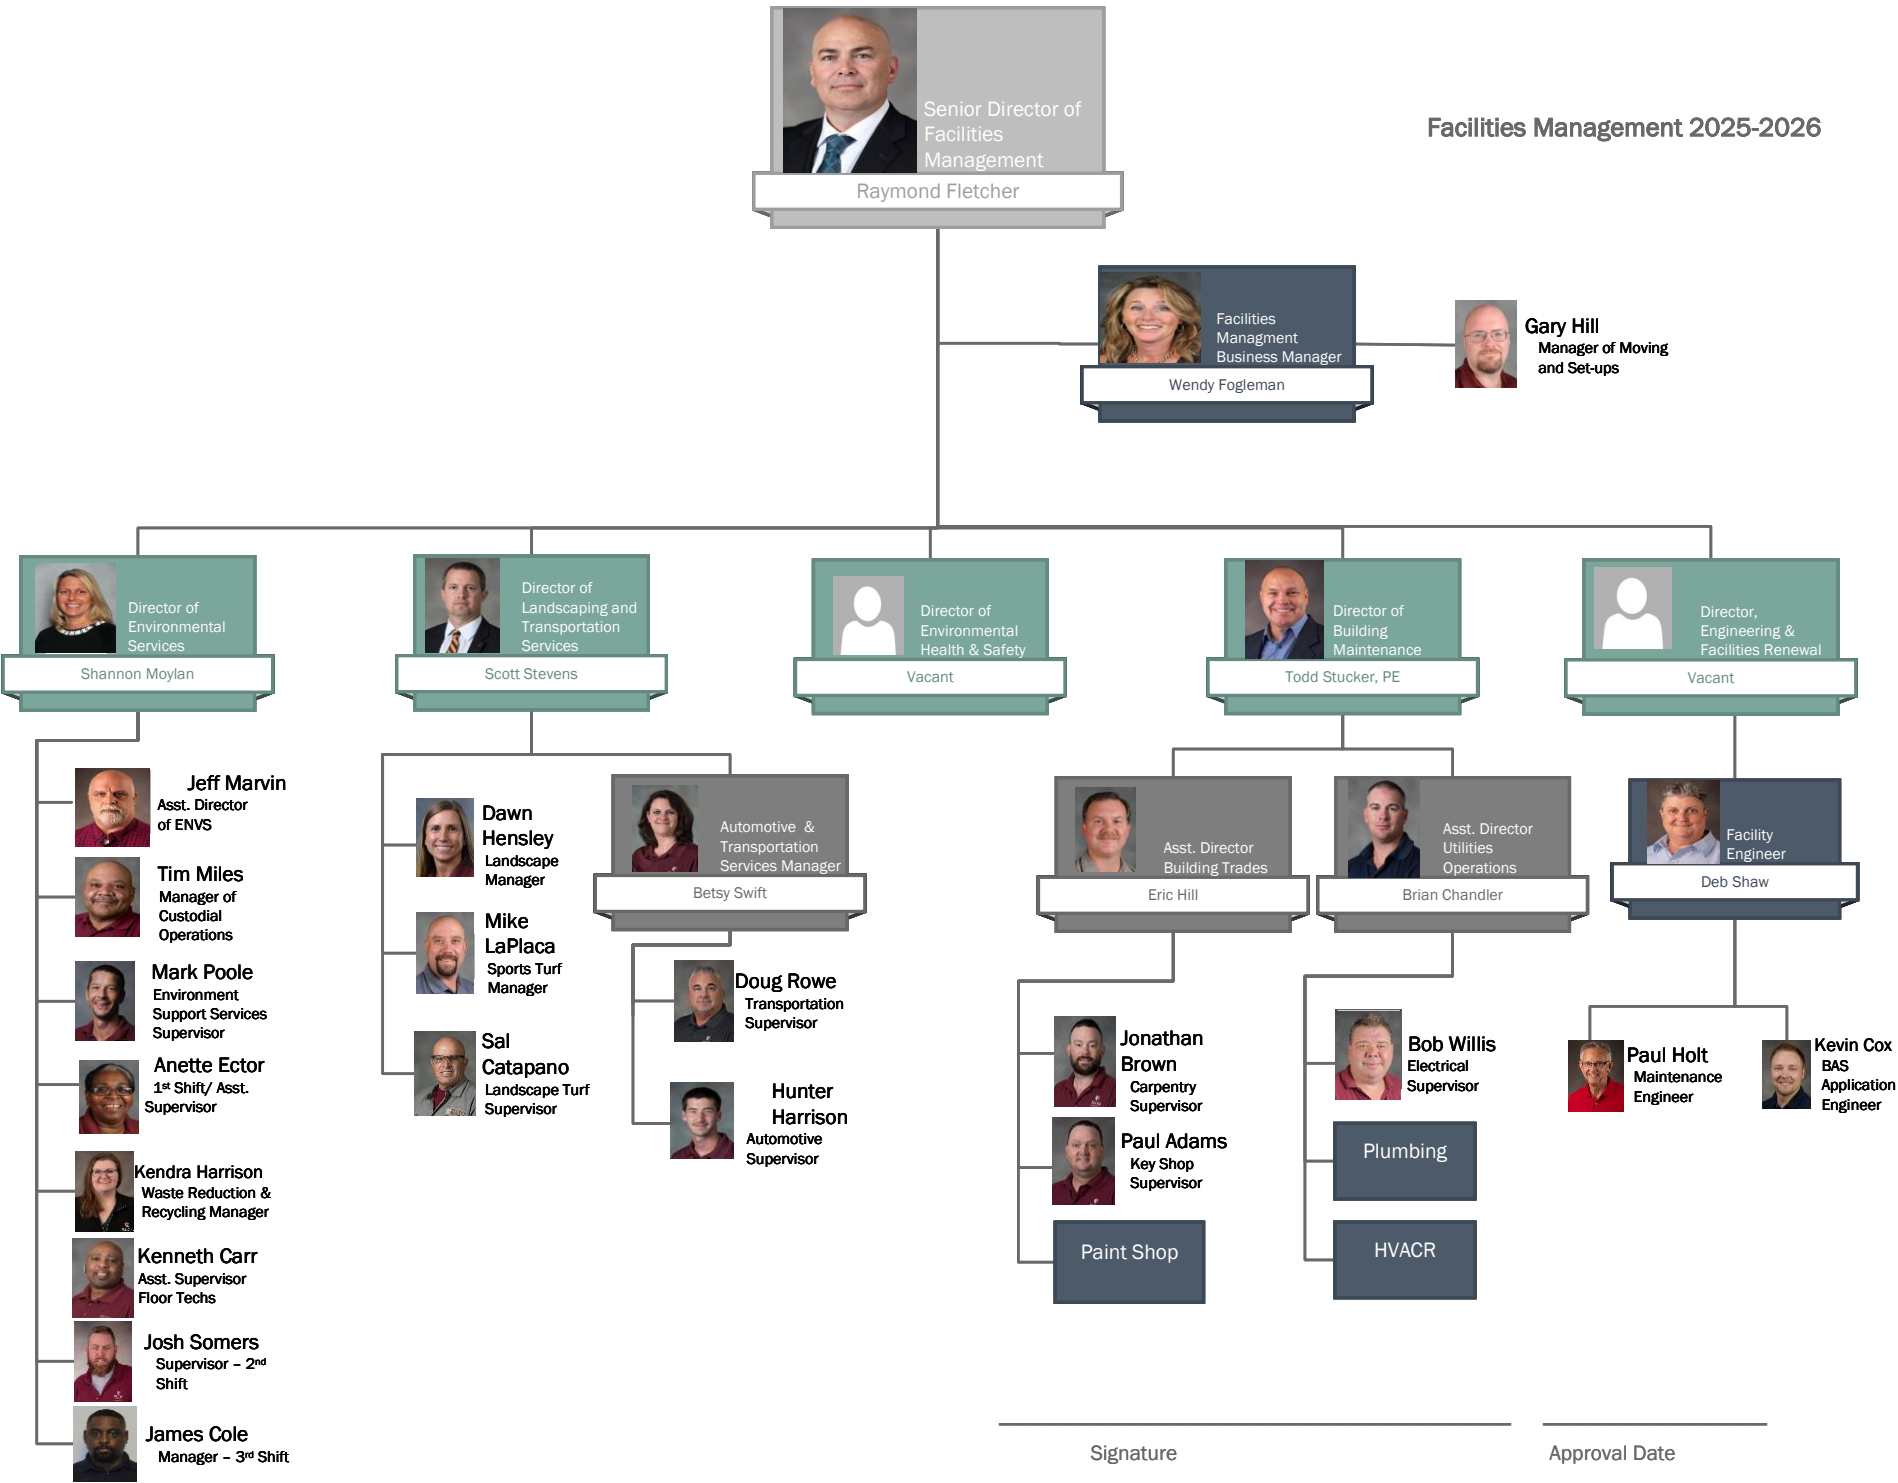 Senior Director of
Facilities
Management
Raymond Fletcher
Facilities Management 2025-2026
Facilities
Managment
Business Manager
Wendy Fogleman
Gary Hill
Manager of Moving
and Set-ups
Director of
Environmental
Services
Shannon Moylan
Director of
Landscaping and
Transportation
Services
Scott Stevens
Director of
Environmental
Health & Safety
Vacant
Director of
Building
Maintenance
Todd Stucker, PE
Director,
Engineering &
Facilities Renewal
Vacant
Jeff Marvin
Asst. Director
of ENVS
Tim Miles
Manager of
Custodial
Operations
Mark Poole
Environment
Support Services
Supervisor
Anette Ector
1st Shift/ Asst.
Supervisor
Kendra Harrison
Waste Reduction &
Recycling Manager
Kenneth Carr
Asst. Supervisor
Floor Techs
Josh Somers
Supervisor – 2nd
Shift
James Cole
Manager – 3rd Shift
Dawn
Hensley
Landscape
Manager
Mike
LaPlaca
Sports Turf
Manager
Sal
Catapano
Landscape Turf
Supervisor
Automotive &
Transportation
Services Manager
Betsy Swift
Doug Rowe
Transportation
Supervisor
Hunter
Harrison
Automotive
Supervisor
Asst. Director
Building Trades
Eric Hill
Jonathan
Brown
Carpentry
Supervisor
Paul Adams
Key Shop
Supervisor
Paint Shop
Asst. Director
Utilities
Operations
Brian Chandler
Bob Willis
Electrical
Supervisor
Plumbing
HVACR
Facility
Engineer
Deb Shaw
Paul Holt
Maintenance
Engineer
Kevin Cox
BAS
Application
Engineer
Signature
Approval Date